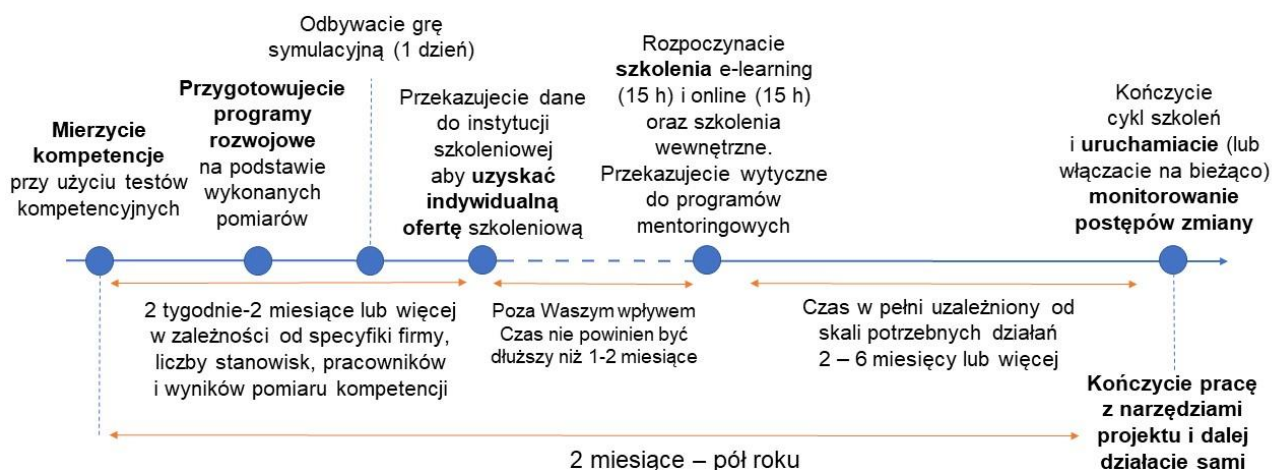 Odbywacie grę
symulacyjną (1 dzień)
Mierzycie
kompetencje
przy użyciu testów
kompetencyjnych
Przygotowujecie
programy
rozwojowe
na podstawie
wykonanych
pomiarów
Przekazujecie dane
do instytucji
szkoleniowej
aby uzyskać
indywidualną
ofertę szkoleniową
Rozpoczynacie
szkolenia e-learning
(15 h) i online (15 h)
oraz szkolenia
wewnętrzne.
Przekazujecie wytyczne
do programów
mentoringowych
Kończycie
cykl szkoleń
i uruchamiacie (lub
włączacie na bieżąco)
monitorowanie
postępów zmiany
2 tygodnie-2 miesiące lub więcej
w zależności od specyfiki firmy,
liczby stanowisk, pracowników
i wyników pomiaru kompetencji
Poza Waszym wpływem
Czas nie powinien być
dłuższy niż 1-2 miesiące
Czas w pełni uzależniony od
skali potrzebnych działań
2 – 6 miesięcy lub więcej
Kończycie pracę
z narzędziami
projektu i dalej
działacie sami
2 miesiące – pół roku